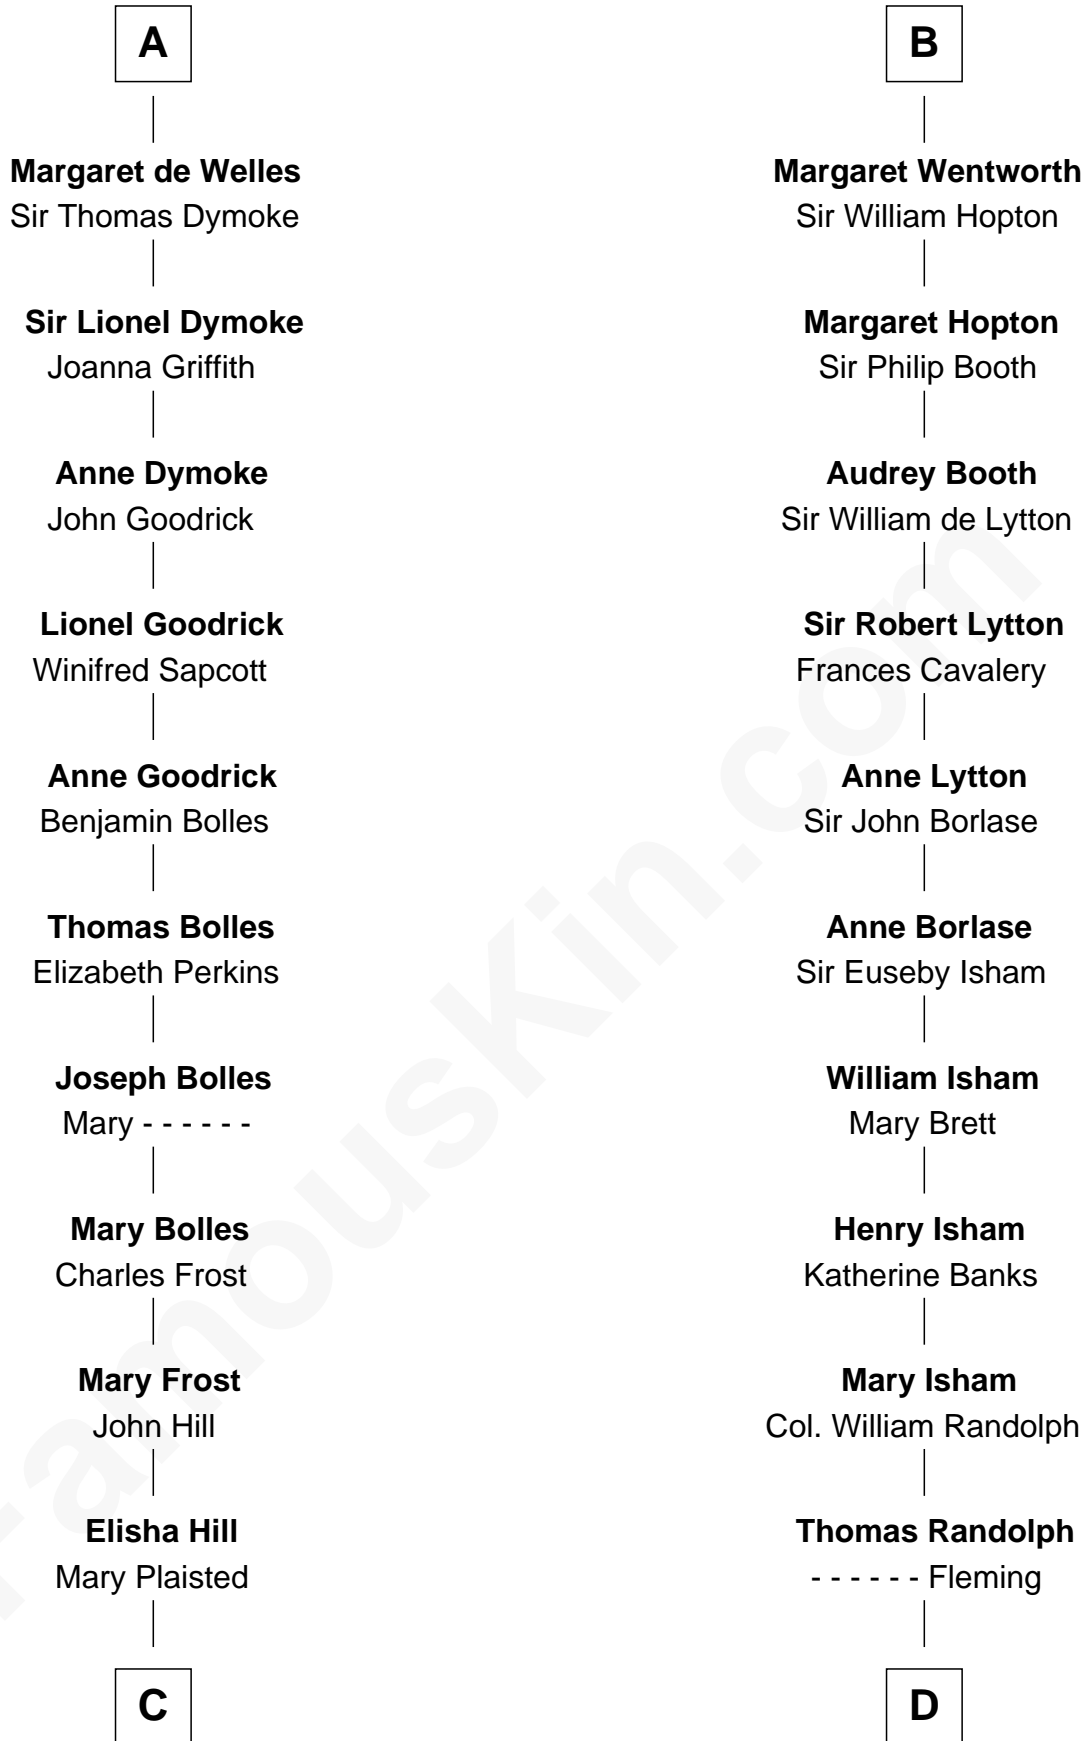 A
Margaret de Welles
Sir Thomas Dymoke
Sir Lionel Dymoke
Joanna Griffith
Anne Dymoke
John Goodrick
Lionel Goodrick
Winifred Sapcott
Anne Goodrick
Benjamin Bolles
Thomas Bolles
Elizabeth Perkins
Joseph Bolles
Mary - - - - - -
Mary Bolles
Charles Frost
Mary Frost
John Hill
Elisha Hill
Mary Plaisted
C
B
Margaret Wentworth
Sir William Hopton
Margaret Hopton
Sir Philip Booth
Audrey Booth
Sir William de Lytton
Sir Robert Lytton
Frances Cavalery
Anne Lytton
Sir John Borlase
Anne Borlase
Sir Euseby Isham
William Isham
Mary Brett
Henry Isham
Katherine Banks
Mary Isham
Col. William Randolph
Thomas Randolph
- - - - - - Fleming
D
FamousKin.com